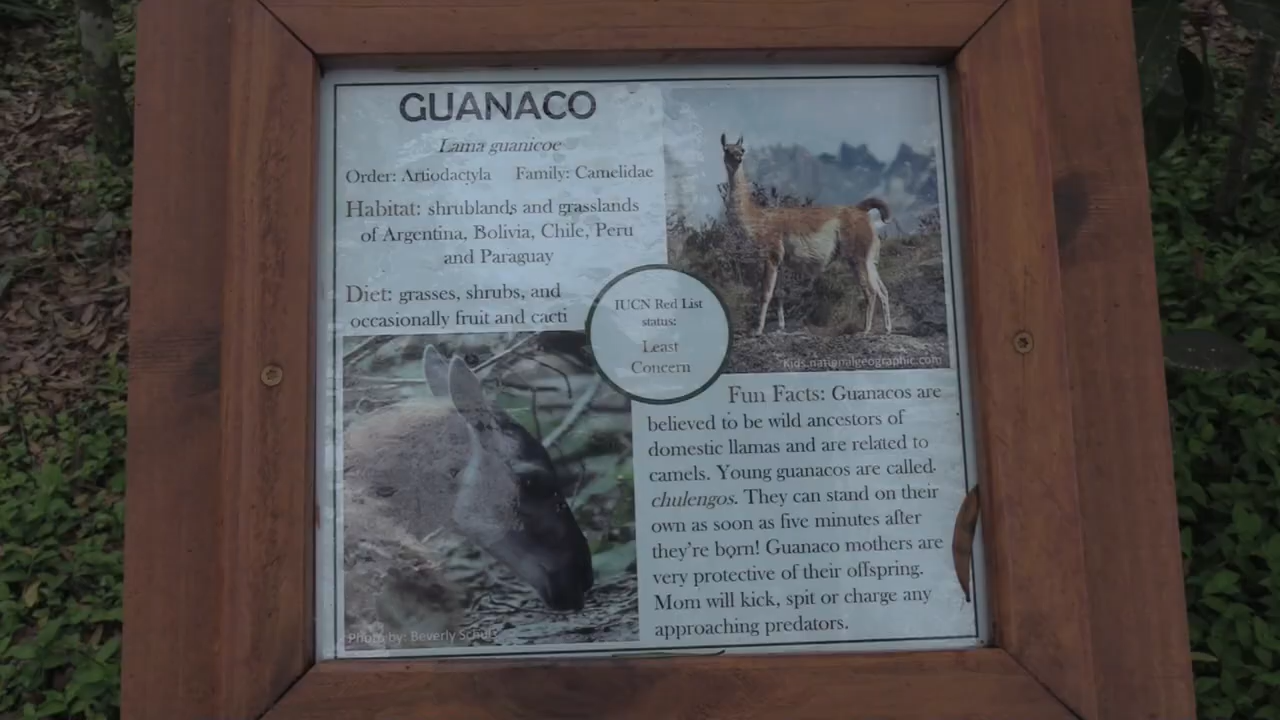 GUANACO
Lama guanicoe
Order: Artiodactyla Family: Camelidae
Habitat: shrublands and grasslands
of Argentina, Bolivia, Chile, Peru
and Paraguay
Diet: grasses, shrubs, and
occasionally fruit and cacti
IUCN Red List
status:
Least
Concern
Kids.nationalgeographic.com
Fun Facts: Guanacos are
believed to be wild ancestors of
domestic llamas and are related to
camels. Young guanacos are called
chulengos. They can stand on their
own as soon as five minutes after
they're born! Guanaco mothers are
very protective of their offspring.
Mom will kick, spit or charge any
approaching predators.
Photo by: Beverly Schulz